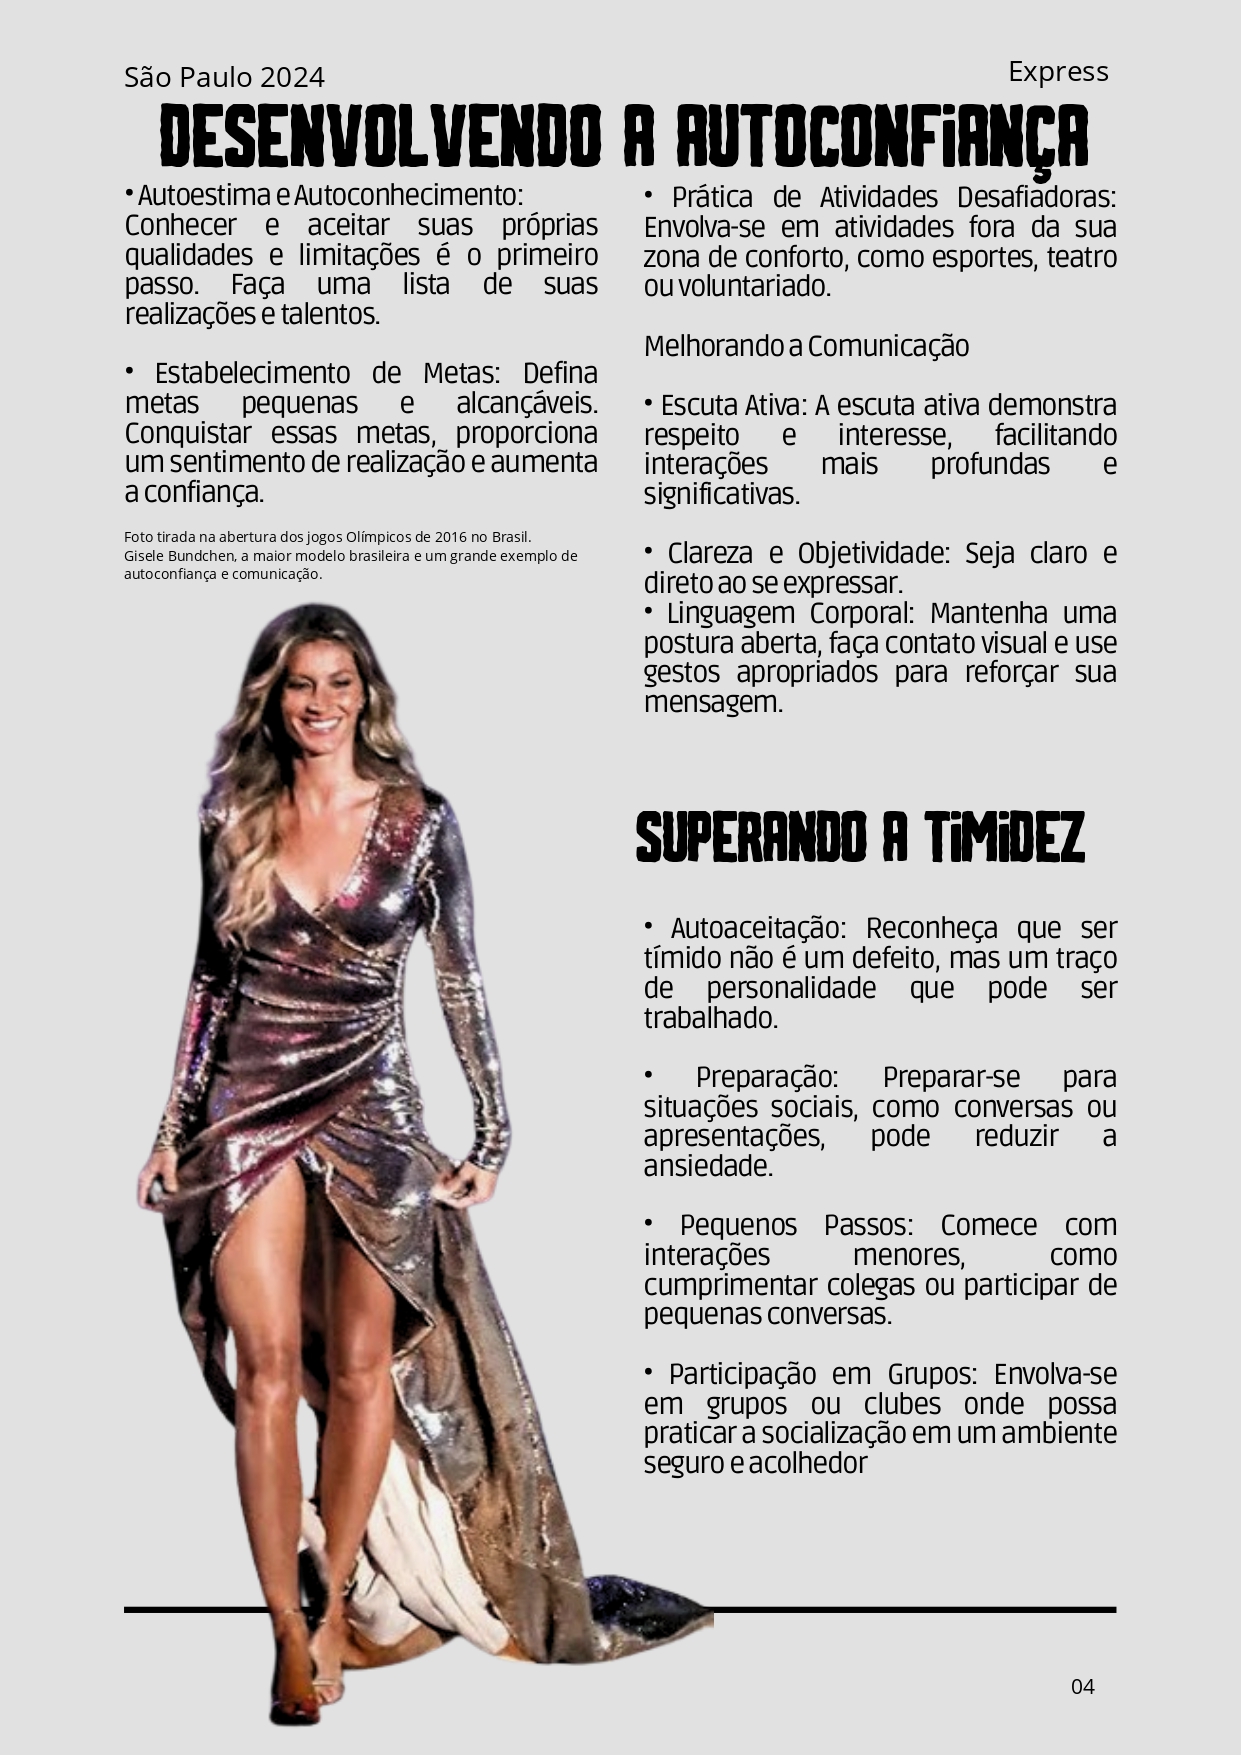 São Paulo 2024
Express
DESENVOLVENDO A AUTOCONFiANÇA
• Autoestima e Autoconhecimento:
Conhecer e aceitar suas próprias
qualidades e limitações é o primeiro
passo. Faça uma lista de suas
realizações e talentos.
• Estabelecimento de Metas: Defina
metas pequenas e alcançáveis.
Conquistar essas metas, proporciona
um sentimento de realização e aumenta
a confiança.
Foto tirada na abertura dos jogos Olímpicos de 2016 no Brasil.
Gisele Bundchen, a maior modelo brasileira e um grande exemplo de
autoconfiança e comunicação.
• Prática de Atividades Desafiadoras:
Envolva-se em atividades fora da sua
zona de conforto, como esportes, teatro
ou voluntariado.
Melhorando a Comunicação
• Escuta Ativa: A escuta ativa demonstra
respeito e interesse, facilitando
interações mais profundas e
significativas.
• Clareza e Objetividade: Seja claro e
direto ao se expressar.
• Linguagem Corporal: Mantenha uma
postura aberta, faça contato visual e use
gestos apropriados para reforçar sua
mensagem.
SUPERANDO A TiMiDEZ
• Autoaceitação: Reconheça que ser
tímido não é um defeito, mas um traço
de personalidade que pode ser
trabalhado.
• Preparação: Preparar-se para
situações sociais, como conversas ou
apresentações, pode reduzir a
ansiedade.
• Pequenos Passos: Comece com
interações menores, como
cumprimentar colegas ou participar de
pequenas conversas.
• Participação em Grupos: Envolva-se
em grupos ou clubes onde possa
praticar a socialização em um ambiente
seguro e acolhedor
04